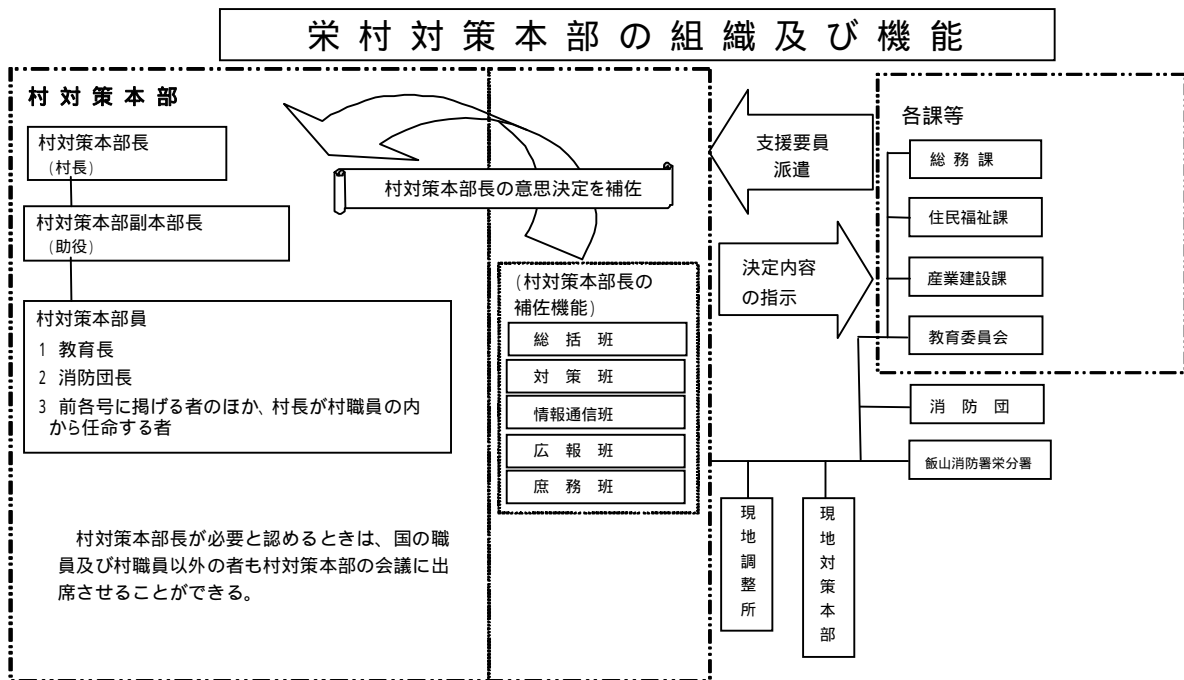 栄村対策本部の組織及び機能
村対策本部
村対策本部長
(村長)
村対策本部副本部長
(助役)
村対策本部員
1 教育長
2 消防団長
3 前各号に掲げる者のほか、村長が村職員の内
から任命する者
村対策本部長が必要と認めるときは、国の職
員及び村職員以外の者も村対策本部の会議に出
席させることができる。
村対策本部長の意思決定を補佐
(村対策本部長の
補佐機能)
総括班
対策班
情報通信班
広報班
庶務班
支援要員
派遣
決定内容
の指示
各課等
総務課
住民福祉課
産業建設課
教育委員会
消防団
飯山消防署栄分署
現地調整所
現地対策本部